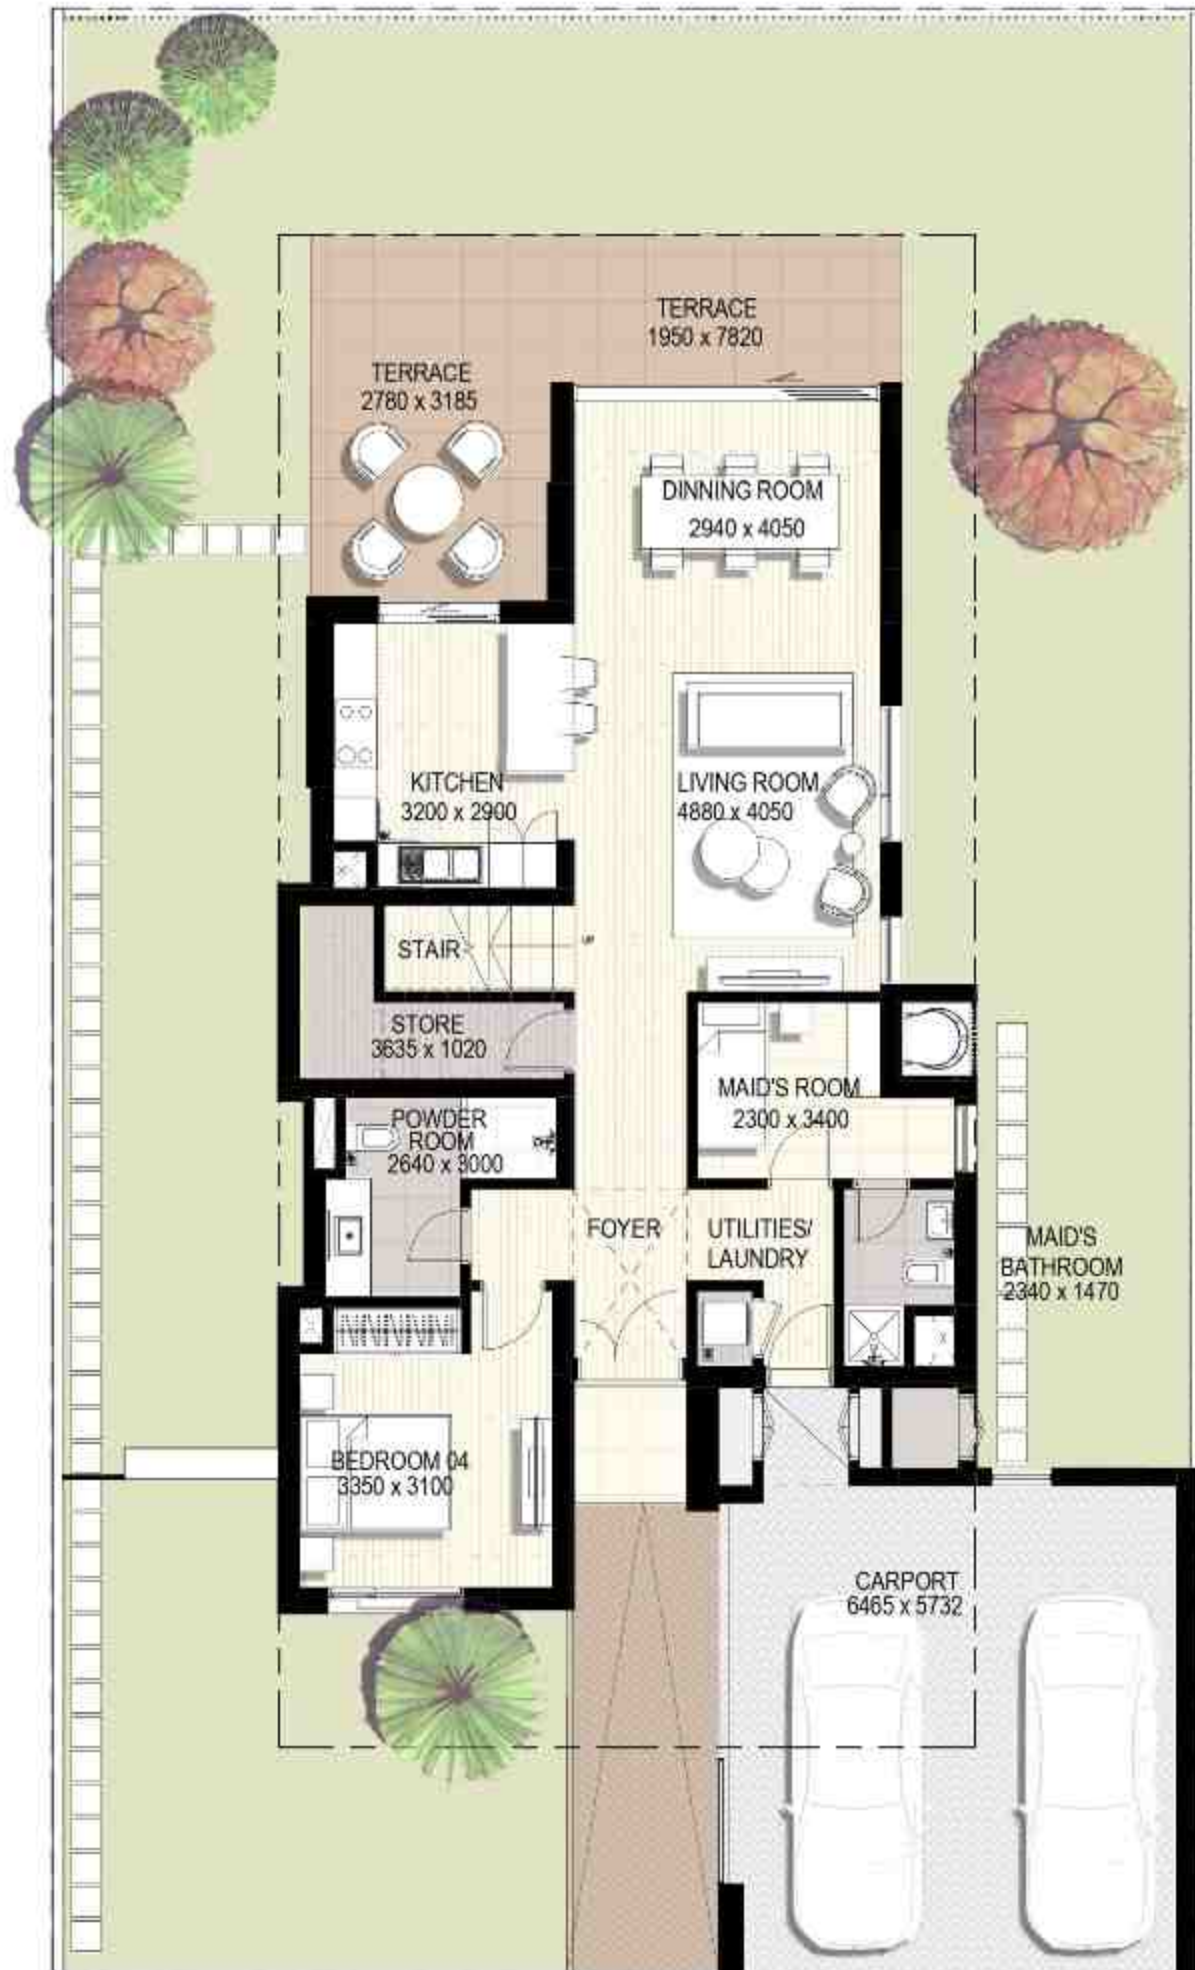 TERRACE
1950 x 7820
TERRACE
2780 x 3185
DINNING ROOM
2940 x 4050
KITCHEN
3200 x 2900
LIVING ROOM
4880 x 4050
STAIR
STORE
3635 x 1020
MAID'S ROOM
2300 x 3400
POWDER
ROOM
2640 x 3000
FOYER
UTILITIES/
LAUNDRY
MAID'S
BATHROOM
2340 x 1470
BEDROOM 04
3350 x 3100
CARPORT
6465 x 5732